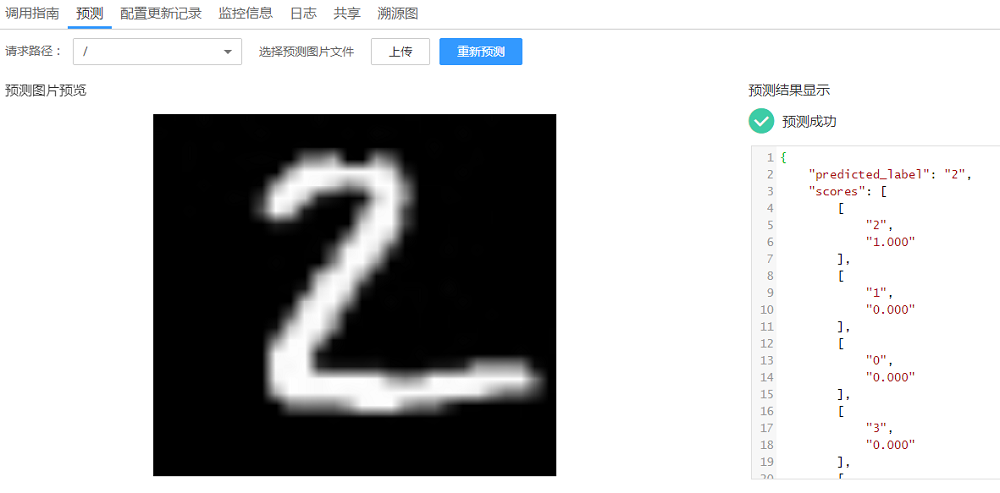 调用指南 预测 配置更新记录 监控信息 日志 共享 溯源图
请求路径： / 选择预测图片文件 上传 重新预测
预测图片预览
2
预测结果显示
预测成功
1 {
2 "predicted_label": "2",
3 "scores": [
4 [
5 "2",
6 "1.000"
7 ],
8 [
9 "1",
10 "0.000"
11 ],
12 [
13 "0",
14 "0.000"
15 ],
16 [
17 "3",
18 "0.000"
19 ],
20 [